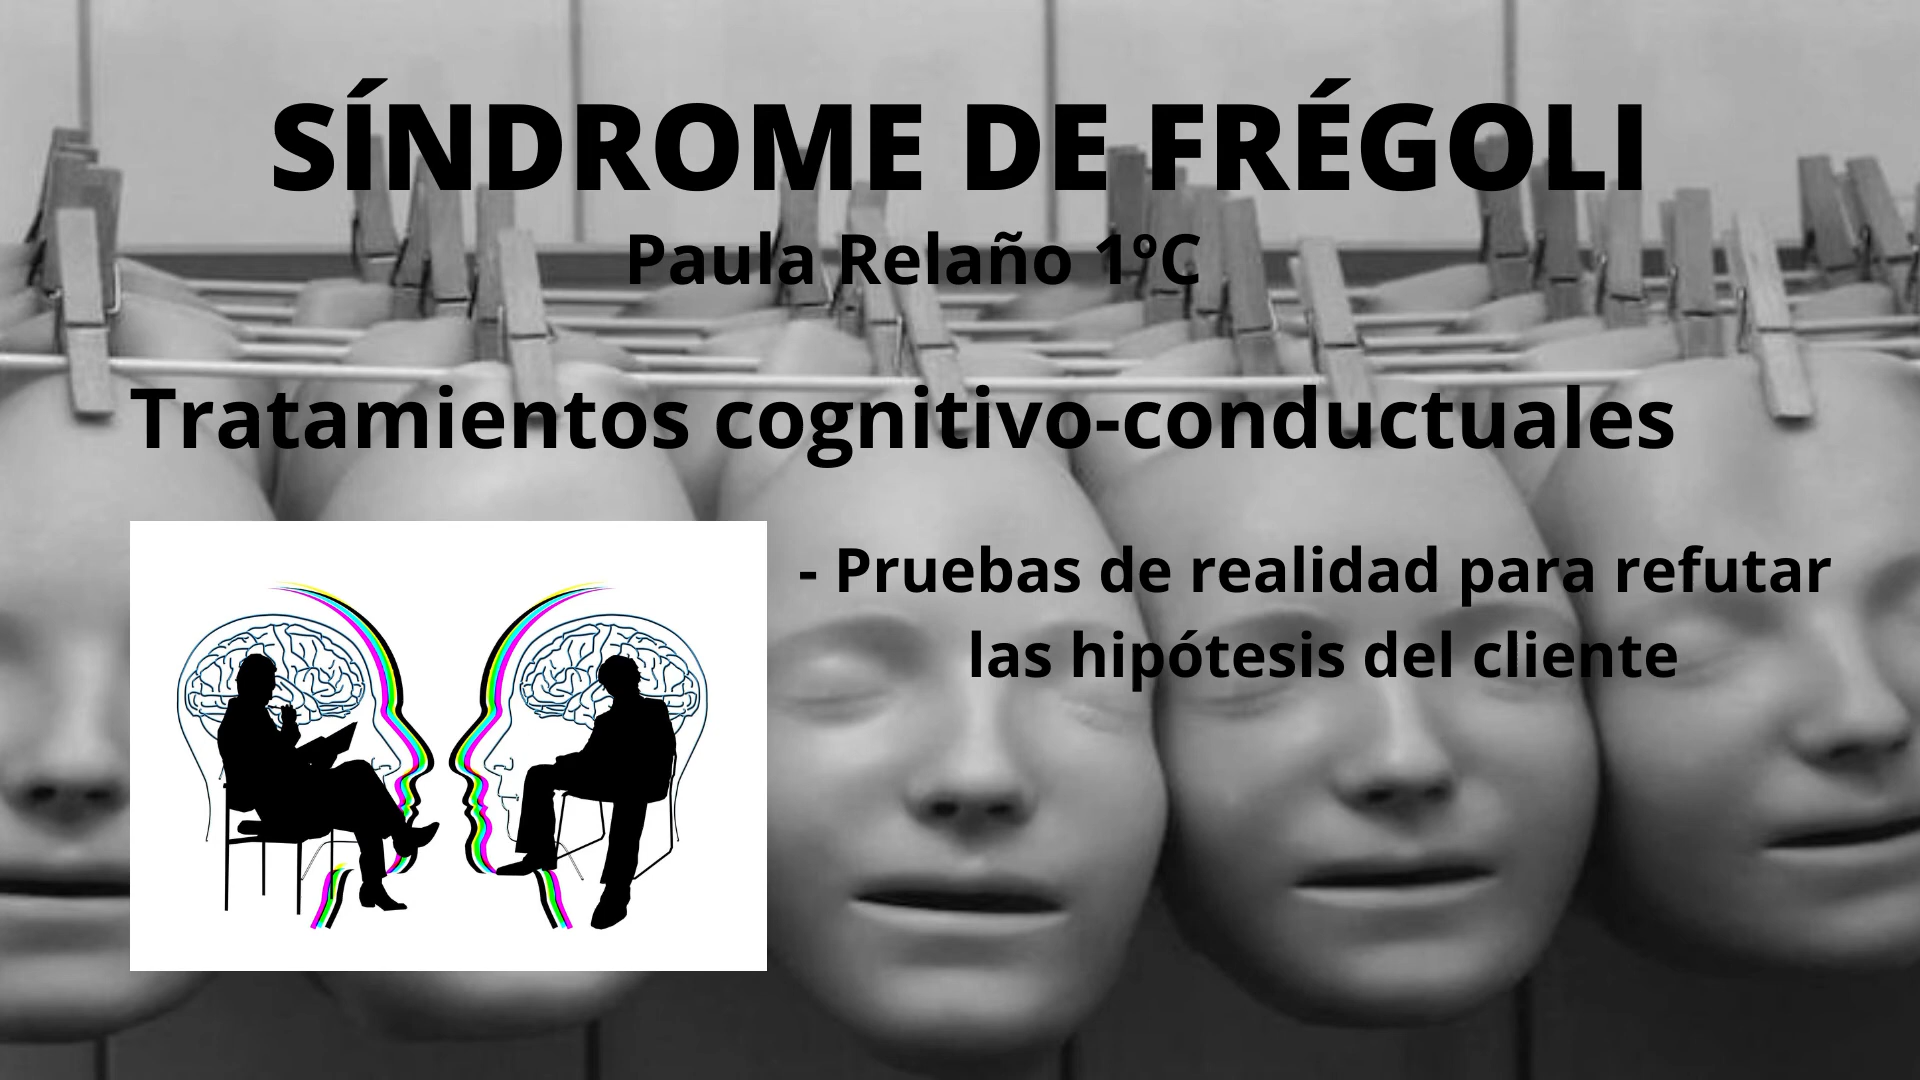 SÍNDROME DE FRÉGOLI
Paula Relaño 1ºC
Tratamientos cognitivo-conductuales
- Pruebas de realidad para refutar
las hipótesis del cliente